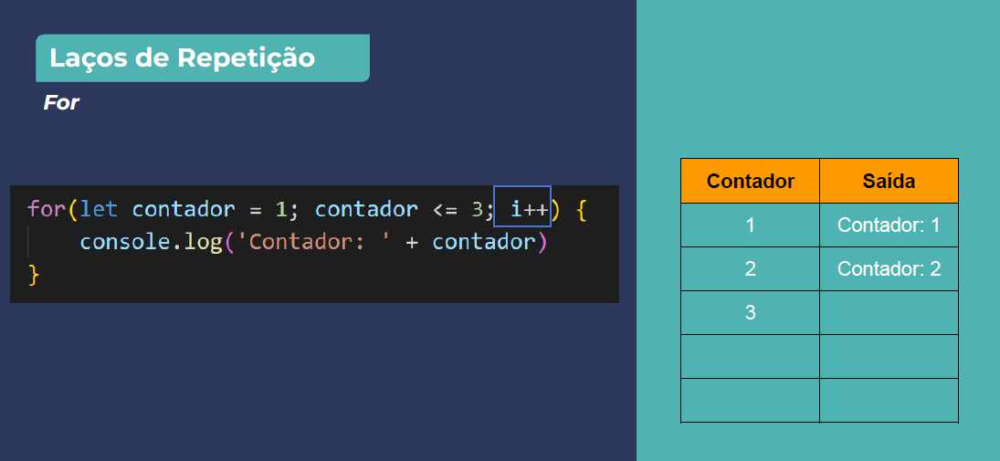 Laços de Repetição
For
for(let contador = 1; contador <= 3; i++) {
    console.log('Contador: ' + contador)
}
Contador Saída
1 Contador: 1
2 Contador: 2
3